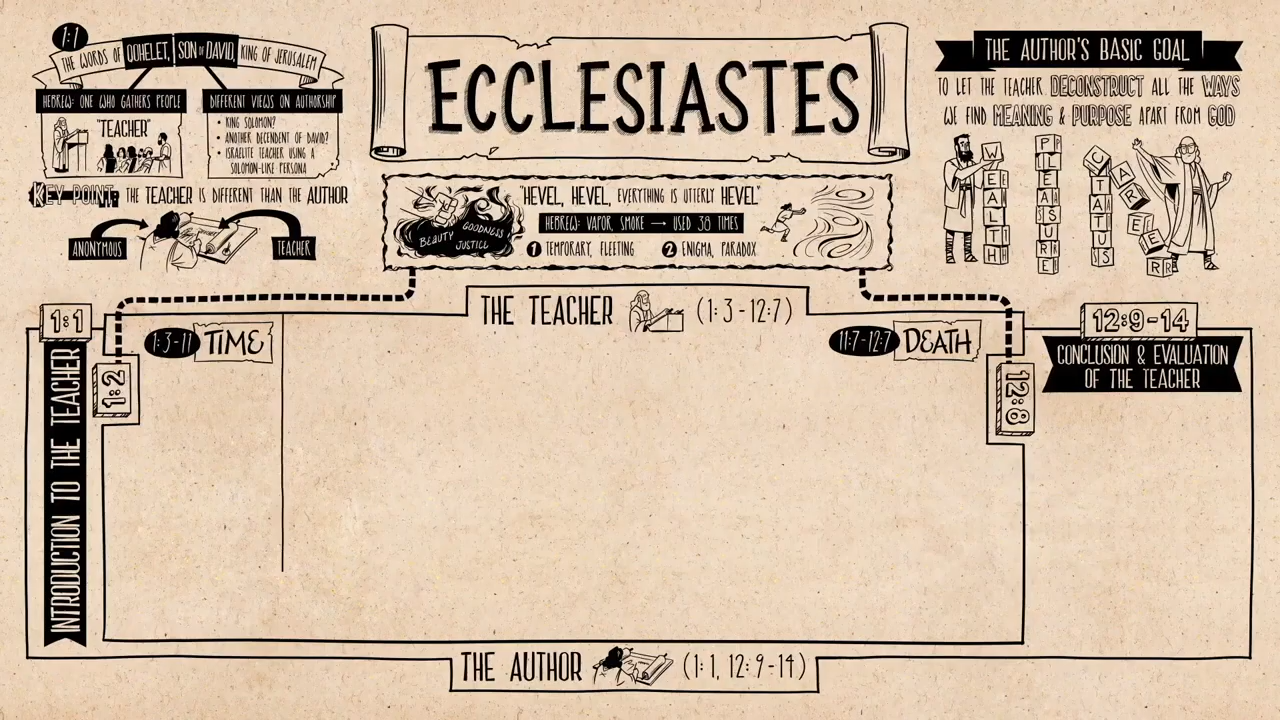 1:1
THE WORDS OF QOHELET, SON OF DAVID, KING OF JERUSALEM
HEBREW: ONE WHO GATHERS PEOPLE
"TEACHER"
DIFFERENT VIEWS ON AUTHORSHIP
• KING SOLOMON?
• ANOTHER DECENDENT OF DAVID?
• ISRAELITE TEACHER USING A
SOLOMON-LIKE PERSONA
KEY POINT: THE TEACHER IS DIFFERENT THAN THE AUTHOR
ANONYMOUS
TEACHER
ECCLESIASTES
"HEVEL, HEVEL, EVERYTHING IS UTTERLY HEVEL"
HEBREW: VAPOR, SMOKE → USED 38 TIMES
1 TEMPORARY, FLEETING
2 ENIGMA, PARADOX
BEAUTY
GOODNESS
JUSTICE
THE AUTHOR'S BASIC GOAL
TO LET THE TEACHER DECONSTRUCT ALL THE WAYS
WE FIND MEANING & PURPOSE APART FROM GOD
WEALTH
PLEASURE
STATUS
CAREER
THE TEACHER (1:3-12:7)
1:1
INTRODUCTION TO THE TEACHER
1:2
1:3-11 TIME
11:7-12:7 DEATH
12:8
12:9-14
CONCLUSION & EVALUATION
OF THE TEACHER
THE AUTHOR (1:1, 12:9-14)